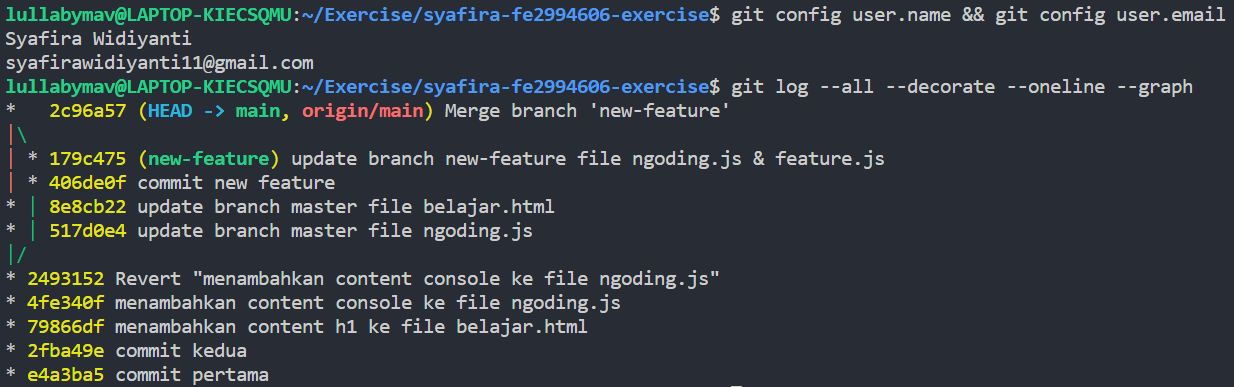 lullabymav@LAPTOP-KIECSQMU:~/Exercise/syafira-fe2994606-exercise$ git config user.name && git config user.email
Syafira Widiyanti
syafirawidiyanti11@gmail.com
lullabymav@LAPTOP-KIECSQMU:~/Exercise/syafira-fe2994606-exercise$ git log --all --decorate --oneline --graph
*   2c96a57 (HEAD -> main, origin/main) Merge branch 'new-feature'
|\
| * 179c475 (new-feature) update branch new-feature file ngoding.js & feature.js
| * 406de0f commit new feature
* | 8e8cb22 update branch master file belajar.html
* | 517d0e4 update branch master file ngoding.js
|/
* 2493152 Revert "menambahkan content console ke file ngoding.js"
* 4fe340f menambahkan content console ke file ngoding.js
* 79866df menambahkan content h1 ke file belajar.html
* 2fba49e commit kedua
* e4a3ba5 commit pertama